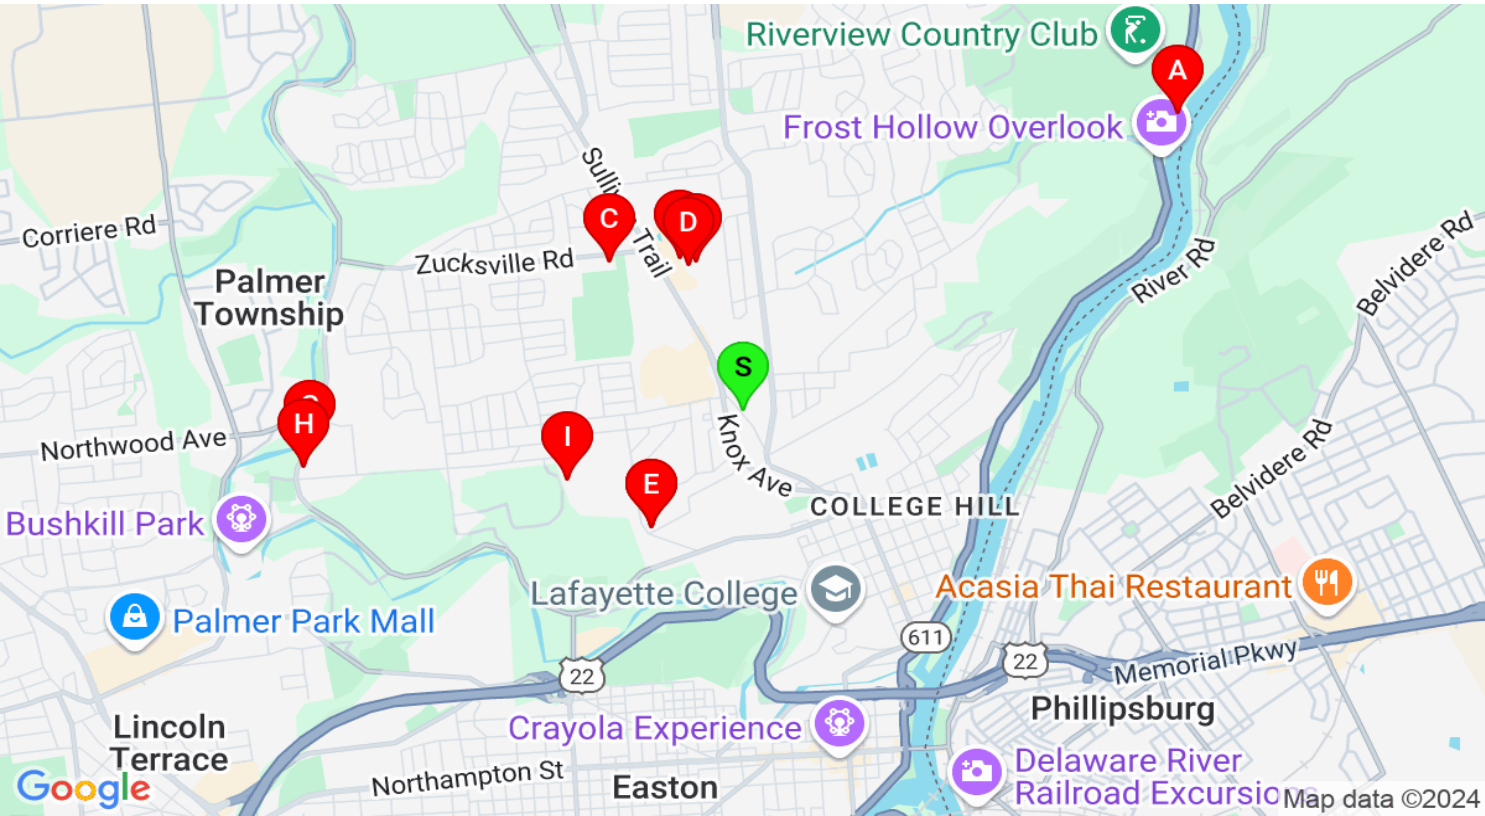 Riverview Country Club
A
Frost Hollow Overlook
Corriere Rd
Zucksville Rd
C
D
Trail
River Rd
Belvidere Rd
Palmer
Township
S
H
I
E
Northwood Ave
Knox Ave
Belvidere Rd
COLLEGE HILL
Bushkill Park
Lafayette College
Acasia Thai Restaurant
Palmer Park Mall
611
22
22
Memorial Pkwy
Phillipsburg
Crayola Experience
Lincoln
Terrace
Northampton St
Easton
Delaware River
Railroad
Google
Map data ©2024